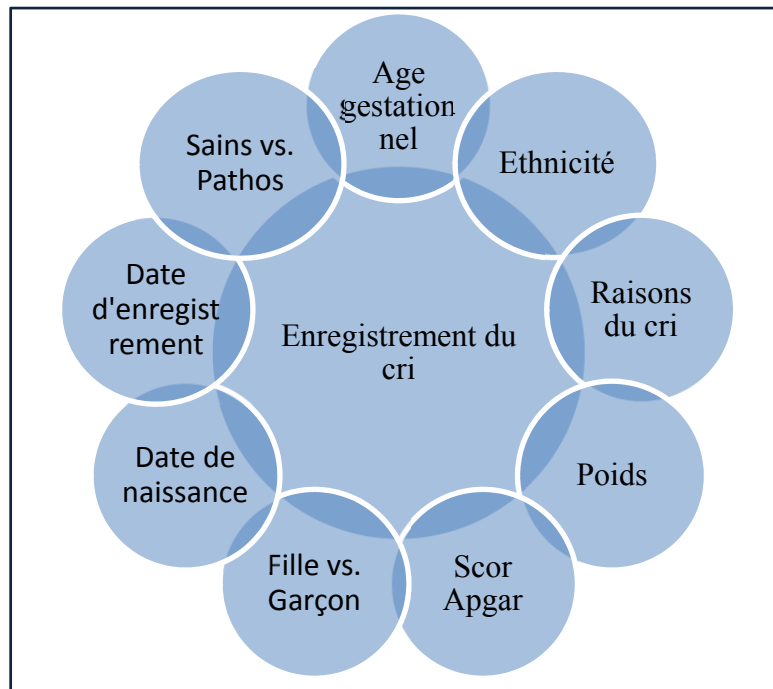 Age
gestation
nel
Ethnicité
Raisons
du cri
Poids
Scor
Apgar
Fille vs.
Garçon
Date de
naissance
Date
d'enregist
rement
Sains vs.
Pathos
Enregistrement du
cri